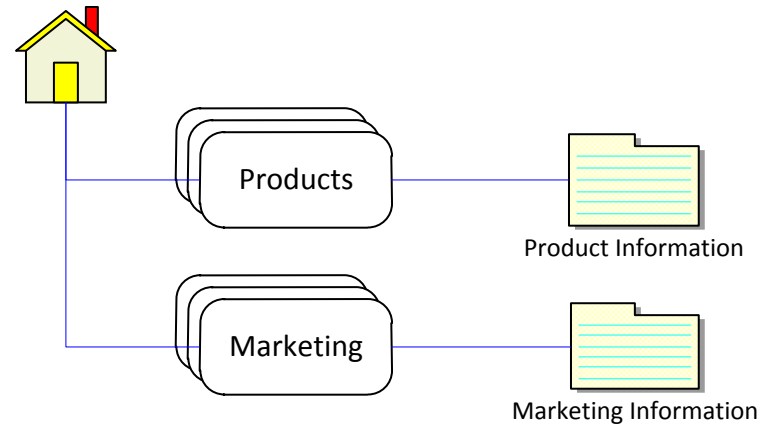 Products
Product Information
Marketing
Marketing Information